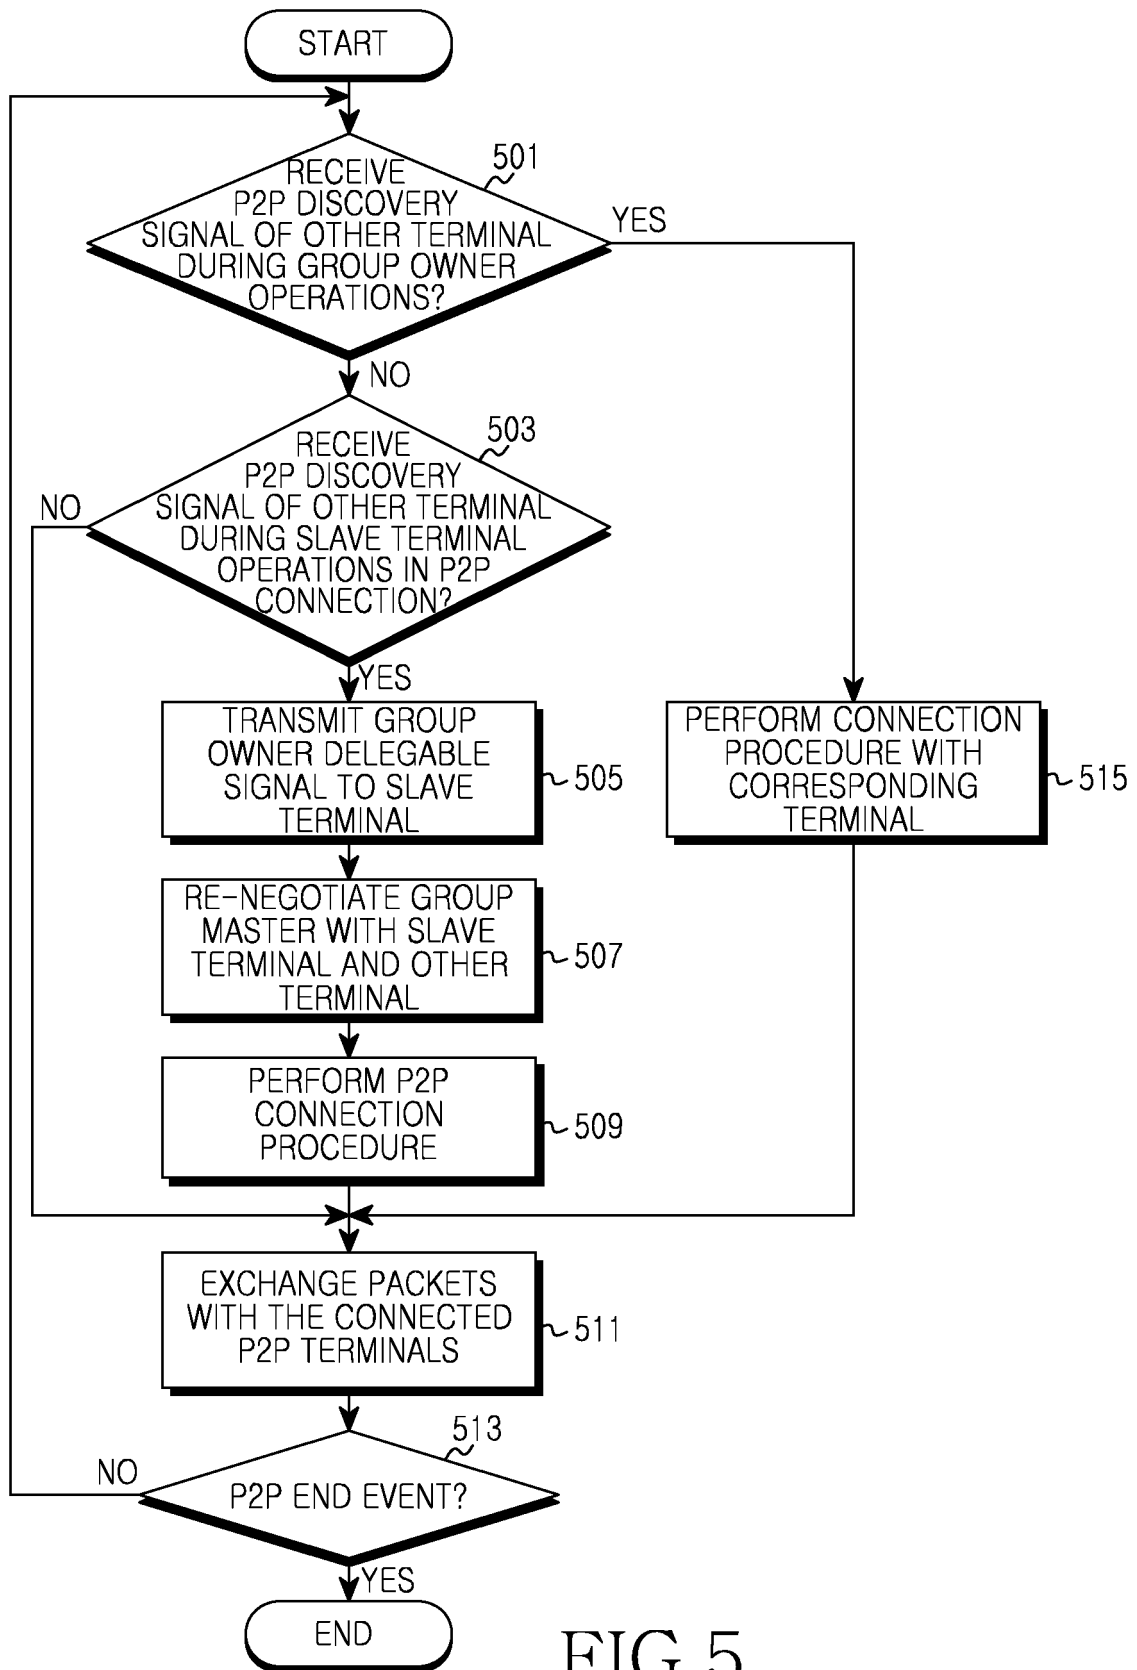 START
501
RECEIVE
P2P DISCOVERY
SIGNAL OF OTHER TERMINAL
DURING GROUP OWNER
OPERATIONS?
YES
NO
503
RECEIVE
P2P DISCOVERY
SIGNAL OF OTHER TERMINAL
DURING SLAVE TERMINAL
OPERATIONS IN P2P
CONNECTION?
NO
YES
TRANSMIT GROUP
OWNER DELEGABLE
SIGNAL TO SLAVE
TERMINAL
505
PERFORM CONNECTION
PROCEDURE WITH
CORRESPONDING
TERMINAL
515
RE-NEGOTIATE GROUP
MASTER WITH SLAVE
TERMINAL AND OTHER
TERMINAL
507
PERFORM P2P
CONNECTION
PROCEDURE
509
EXCHANGE PACKETS
WITH THE CONNECTED
P2P TERMINALS
511
513
NO
P2P END EVENT?
YES
END
FIG.5